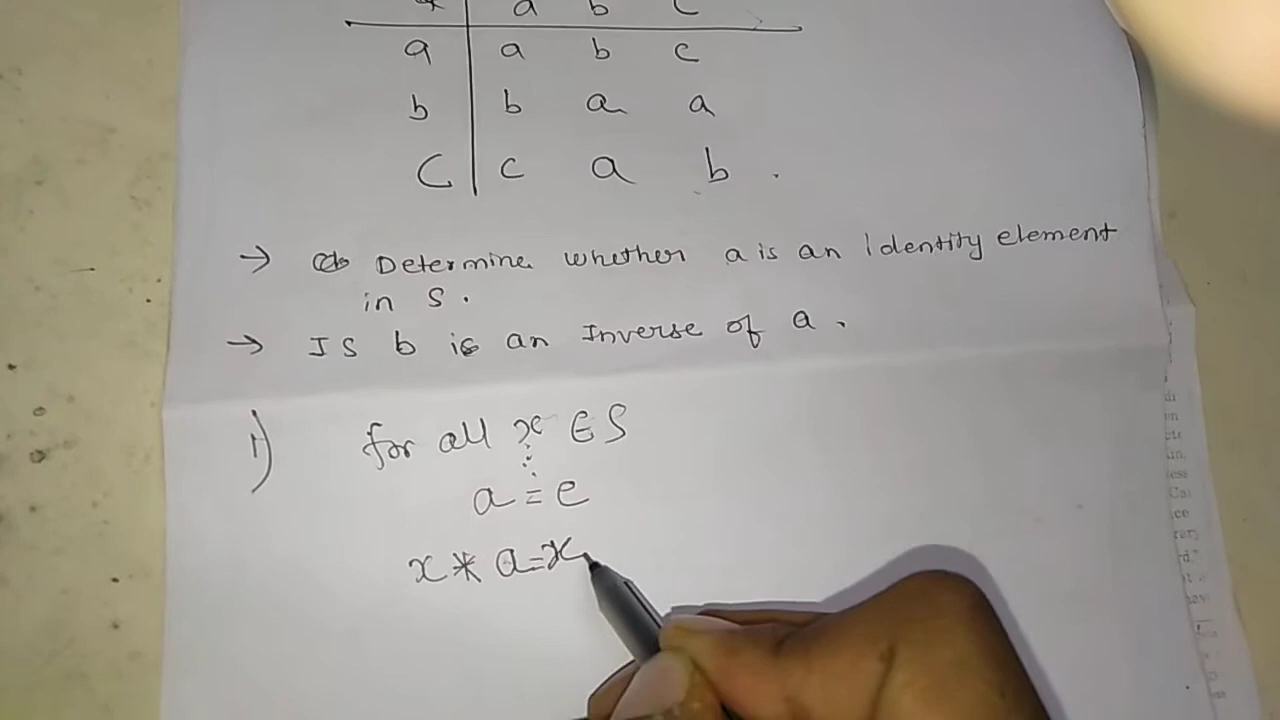 * a b c
a a b c
b b a a
C c a b .
→ Determine whether a is an Identity element
in S .
→ IS b is an Inverse of a .
1) for all x ∈ S
a = e
x * a = x